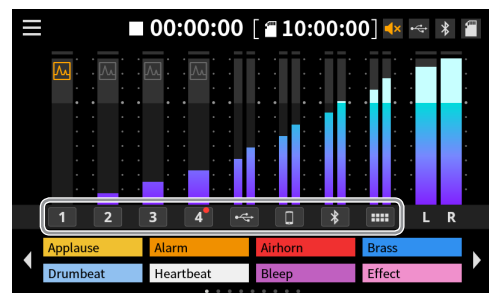 00:00:00 [10:00:00]
1 2 3 4 L R
Applause Alarm Airhorn Brass
Drumbeat Heartbeat Bleep Effect